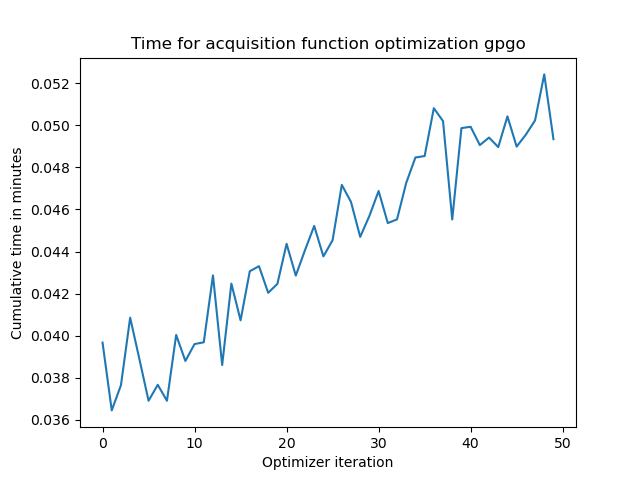 Time for acquisition function optimization gpgo
Cumulative time in minutes
0.052
0.050
0.048
0.046
0.044
0.042
0.040
0.038
0.036
0 10 20 30 40 50
Optimizer iteration